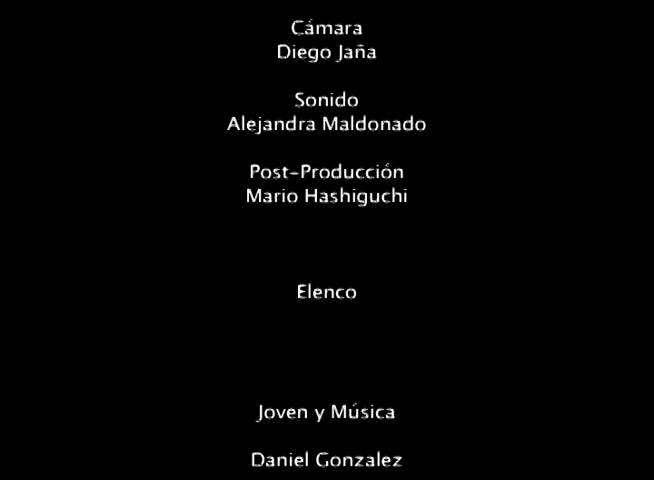 Cámara
Diego Jaña
Sonido
Alejandra Maldonado
Post-Producción
Mario Hashiguchi
Elenco
Joven y Música
Daniel Gonzalez